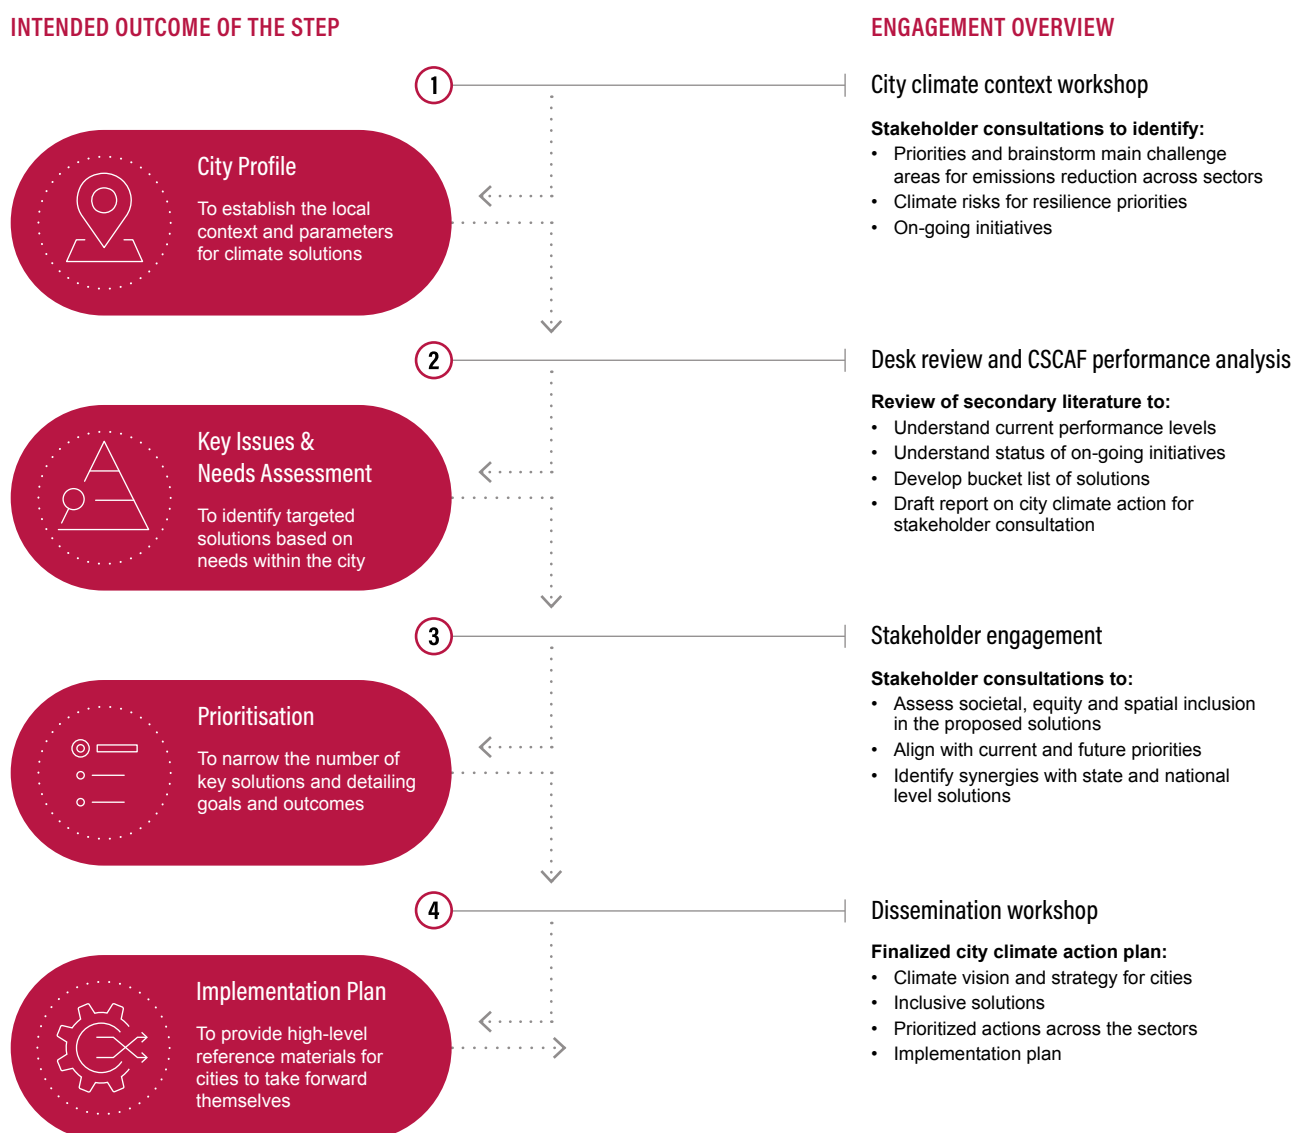 INTENDED OUTCOME OF THE STEP
ENGAGEMENT OVERVIEW
1
City climate context workshop
Stakeholder consultations to identify:
• Priorities and brainstorm main challenge
areas for emissions reduction across sectors
• Climate risks for resilience priorities
• On-going initiatives
City Profile
To establish the local
context and parameters
for climate solutions
2
Desk review and CSCAF performance analysis
Review of secondary literature to:
• Understand current performance levels
• Understand status of on-going initiatives
• Develop bucket list of solutions
• Draft report on city climate action for
stakeholder consultation
Key Issues &
Needs Assessment
To identify targeted
solutions based on
needs within the city
3
Stakeholder engagement
Stakeholder consultations to:
• Assess societal, equity and spatial inclusion
in the proposed solutions
• Align with current and future priorities
• Identify synergies with state and national
level solutions
Prioritisation
To narrow the number of
key solutions and detailing
goals and outcomes
4
Dissemination workshop
Finalized city climate action plan:
• Climate vision and strategy for cities
• Inclusive solutions
• Prioritized actions across the sectors
• Implementation plan
Implementation Plan
To provide high-level
reference materials for
cities to take forward
themselves